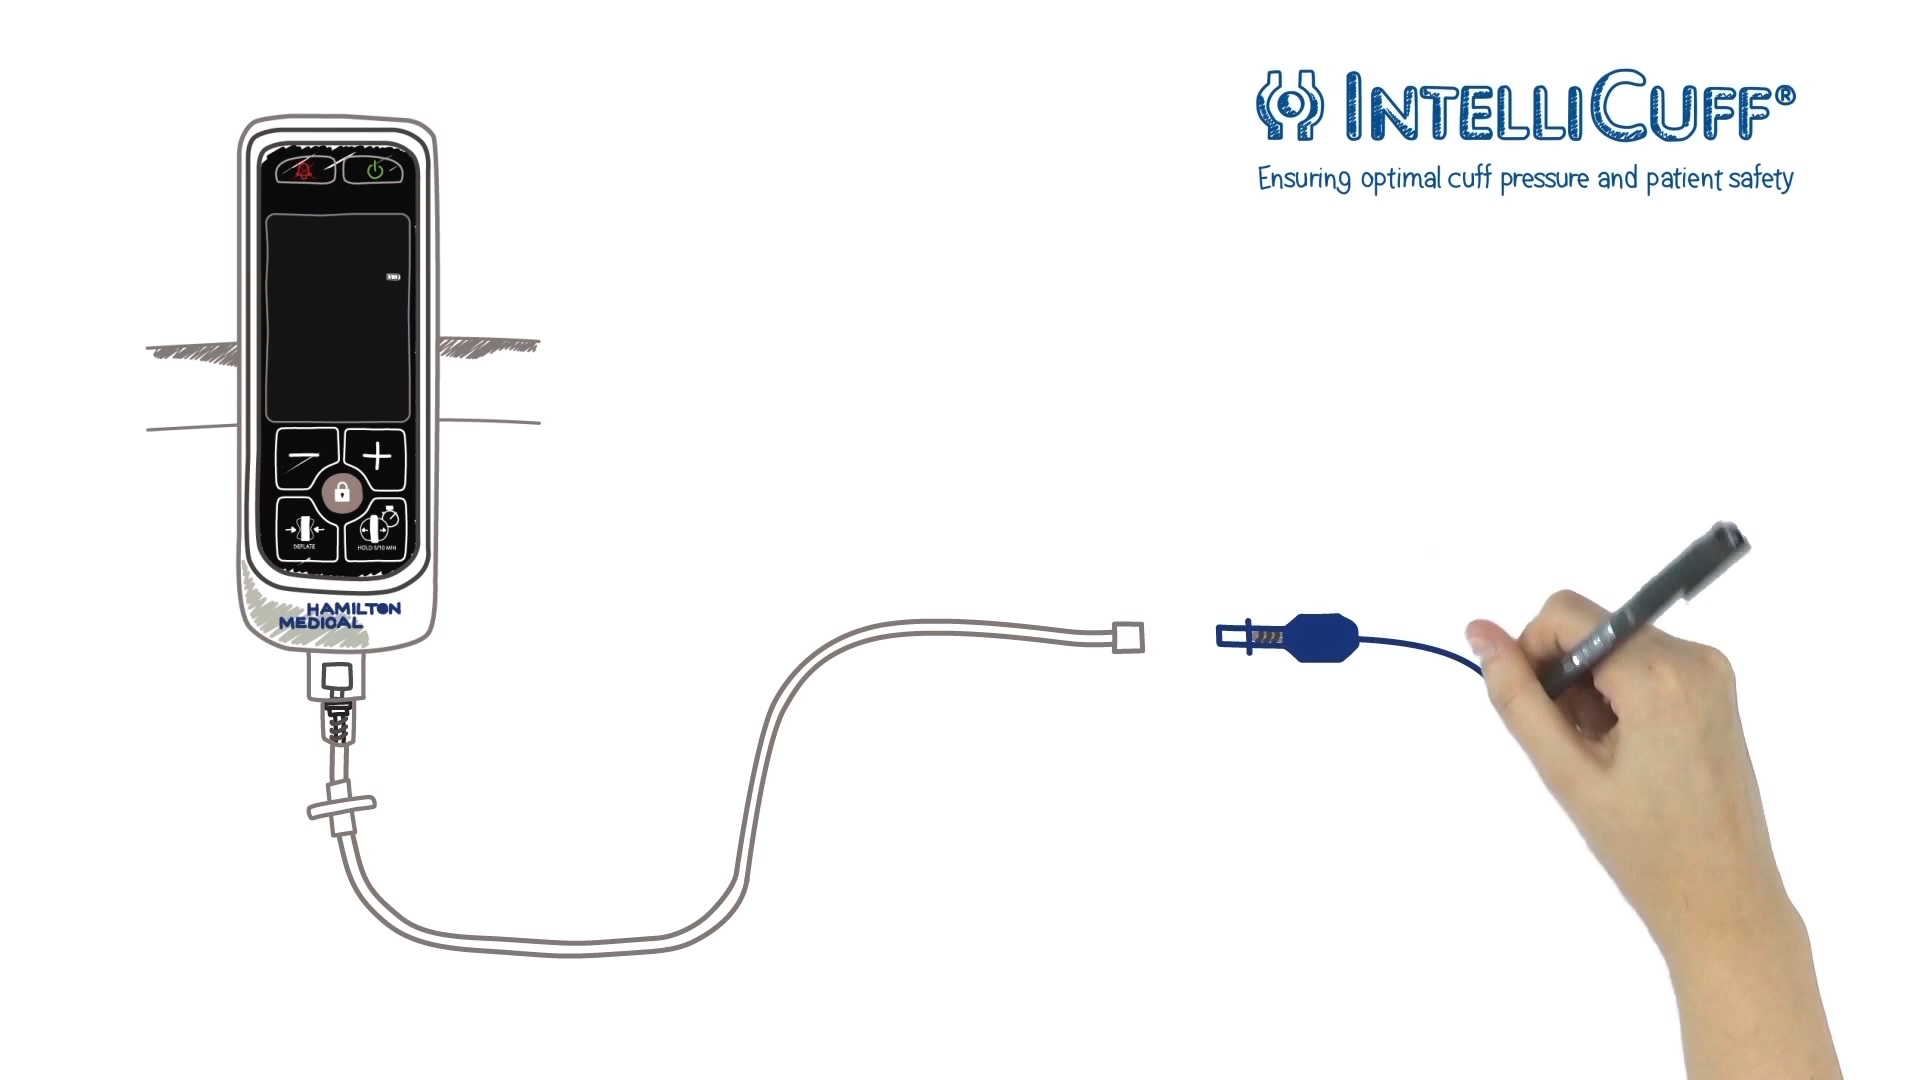 INTELLICUFF®
Ensuring optimal cuff pressure and patient safety
DEFLATE
HOLD 5/10 MIN
HAMILTON
MEDICAL